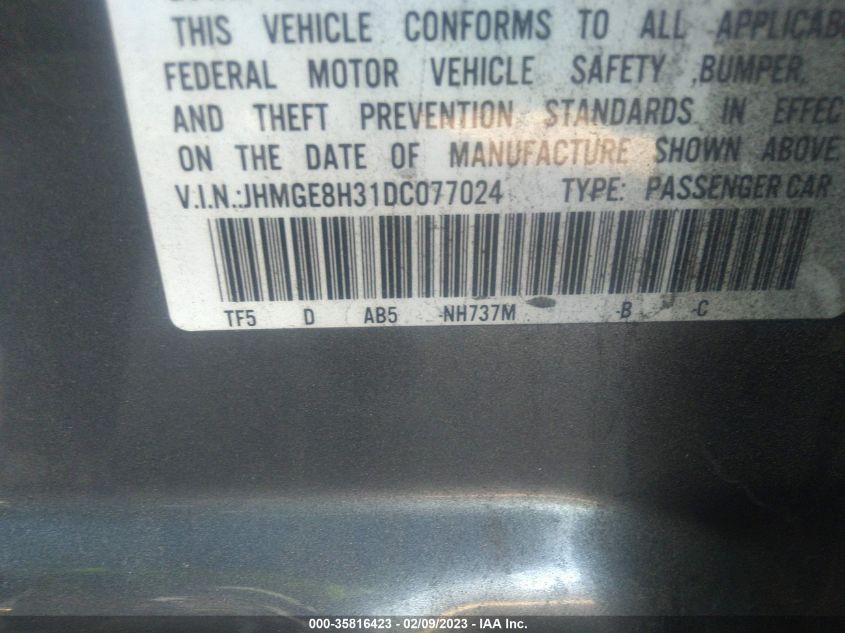 THIS VEHICLE CONFORMS TO ALL APPLICAB
FEDERAL MOTOR VEHICLE SAFETY ,BUMPER,
AND THEFT PREVENTION STANDARDS IN EFFEC
ON THE DATE OF MANUFACTURE SHOWN ABOVE.
V.I.N.:JHMGE8H31DC077024 TYPE: PASSENGER CAR
TF5 D AB5 -NH737M -B -C
000-35816423 - 02/09/2023 - IAA Inc.